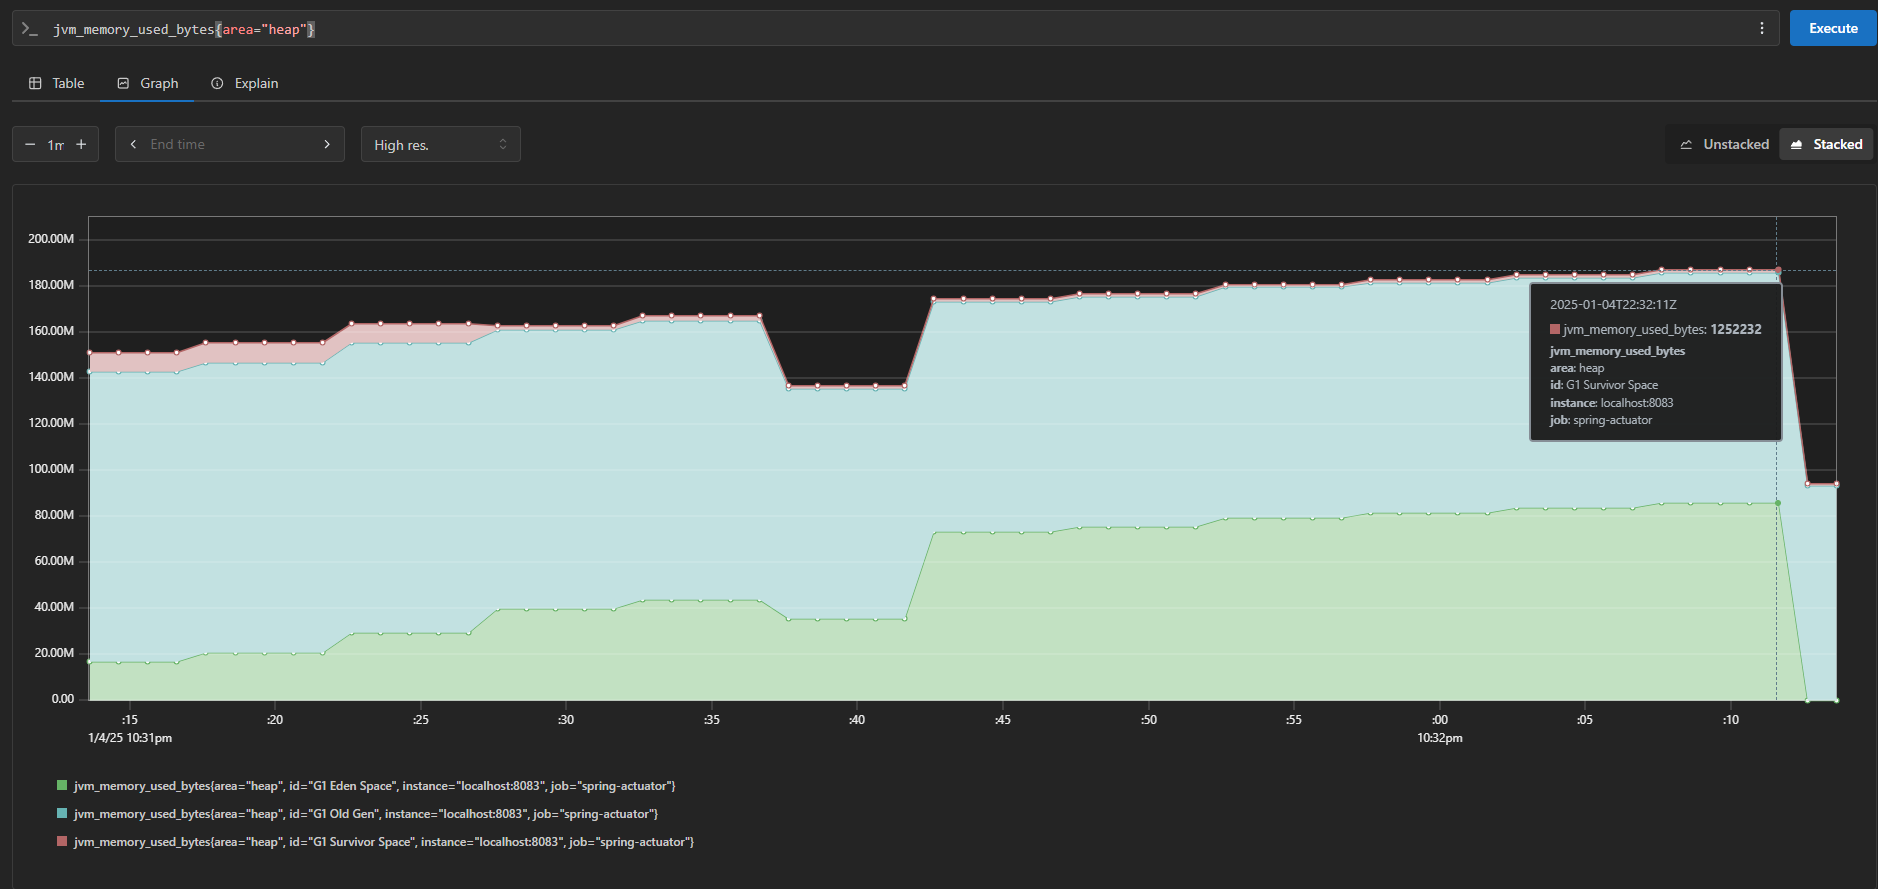 jvm_memory_used_bytes{area="heap"}
Execute
Table Graph Explain
1m End time High res. Unstacked Stacked
200.00M
180.00M
160.00M
140.00M
120.00M
100.00M
80.00M
60.00M
40.00M
20.00M
0.00
2025-01-04T22:32:11Z
jvm_memory_used_bytes: 1252232
jvm_memory_used_bytes
area: heap
id: G1 Survivor Space
instance: localhost:8083
job: spring-actuator
:15 :20 :25 :30 :35 :40 :45 :50 :55 :00 :05 :10
1/4/25 10:31pm 10:32pm
jvm_memory_used_bytes{area="heap", id="G1 Eden Space", instance="localhost:8083", job="spring-actuator"}
jvm_memory_used_bytes{area="heap", id="G1 Old Gen", instance="localhost:8083", job="spring-actuator"}
jvm_memory_used_bytes{area="heap", id="G1 Survivor Space", instance="localhost:8083", job="spring-actuator"}